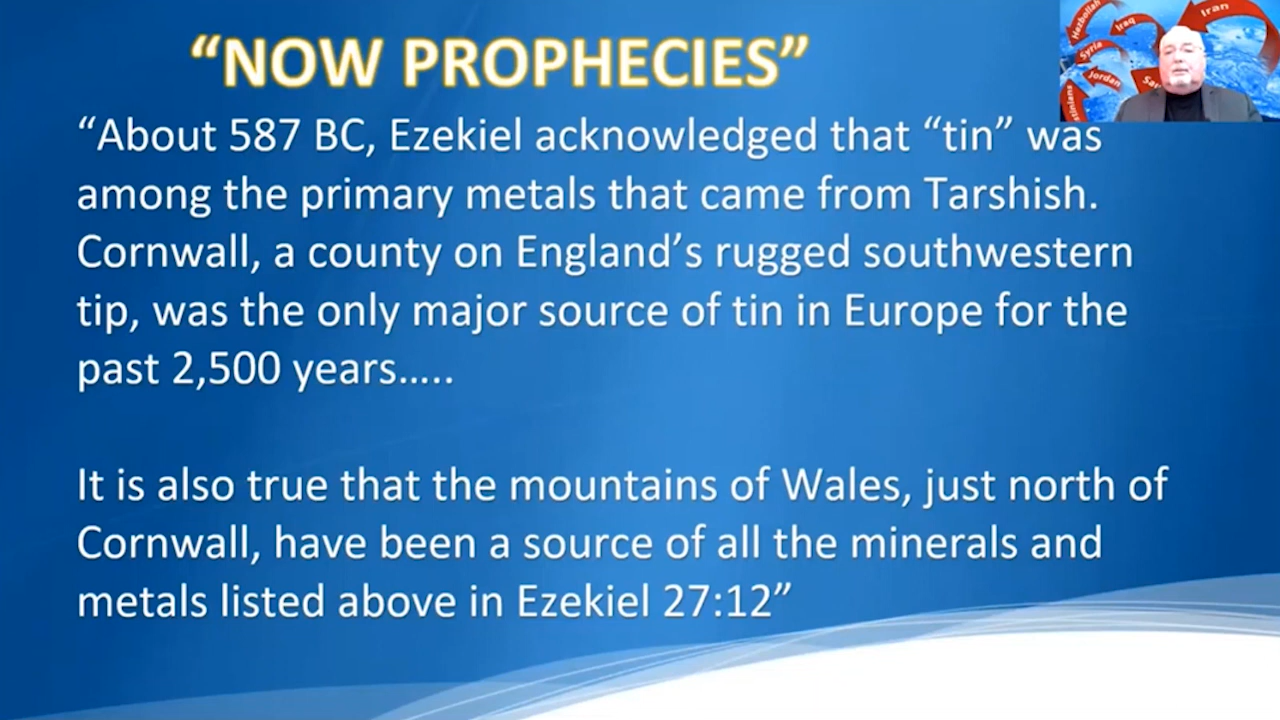 “NOW PROPHECIES”
“About 587 BC, Ezekiel acknowledged that “tin” was
among the primary metals that came from Tarshish.
Cornwall, a county on England’s rugged southwestern
tip, was the only major source of tin in Europe for the
past 2,500 years…..
It is also true that the mountains of Wales, just north of
Cornwall, have been a source of all the minerals and
metals listed above in Ezekiel 27:12”
Hezbollah
Iraq
Iran
Syria
Jordan